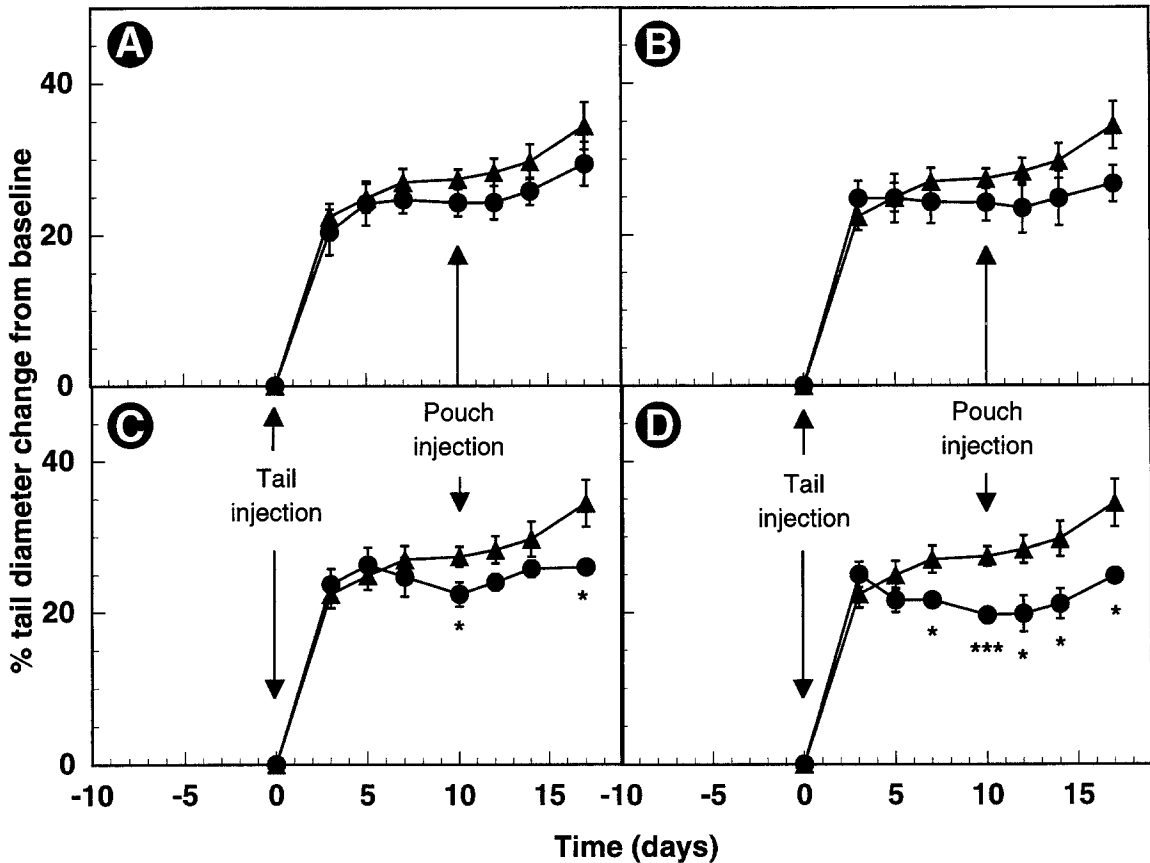 A
B
40
20
0
C
D
Pouch
injection
Pouch
injection
Tail
injection
Tail
injection
40
20
0
*
*
*
***
*
*
*
-10
-5
0
5
10
15
-10
-5
0
5
10
15
Time (days)
% tail diameter change from baseline